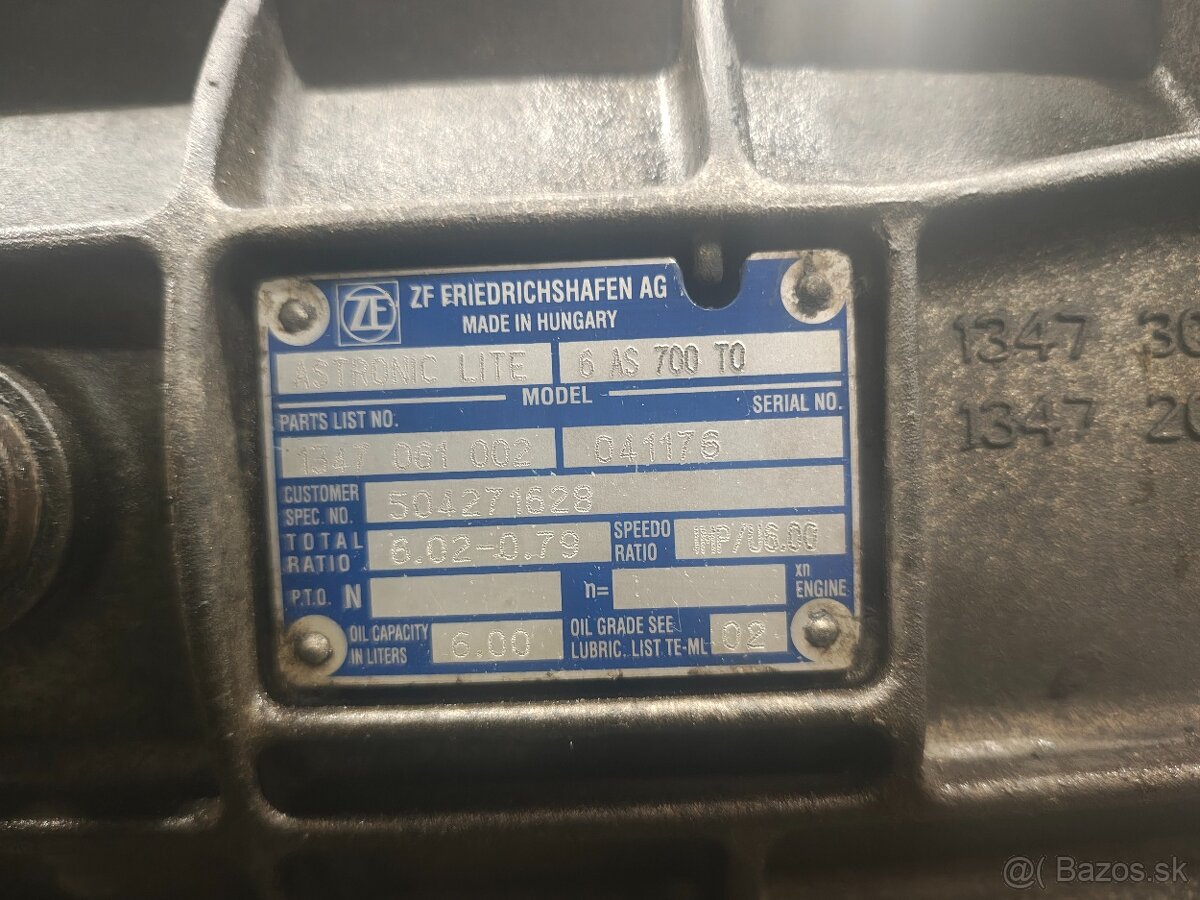 ZF ZF FRIEDRICHSHAFEN AG
MADE IN HUNGARY
ASTRONIC LITE 6 AS 700 TO
MODEL
PARTS LIST NO. SERIAL NO.
1347 061 002 041176
CUSTOMER SPEC. NO. 504271628
TOTAL RATIO 6.02-0.79 SPEEDO RATIO IMP/U6.00
P.T.O. N n= xn ENGINE
OIL CAPACITY IN LITERS 6.00 OIL GRADE SEE LUBRIC. LIST TE-ML 02
1347
1347
@( Bazos.sk